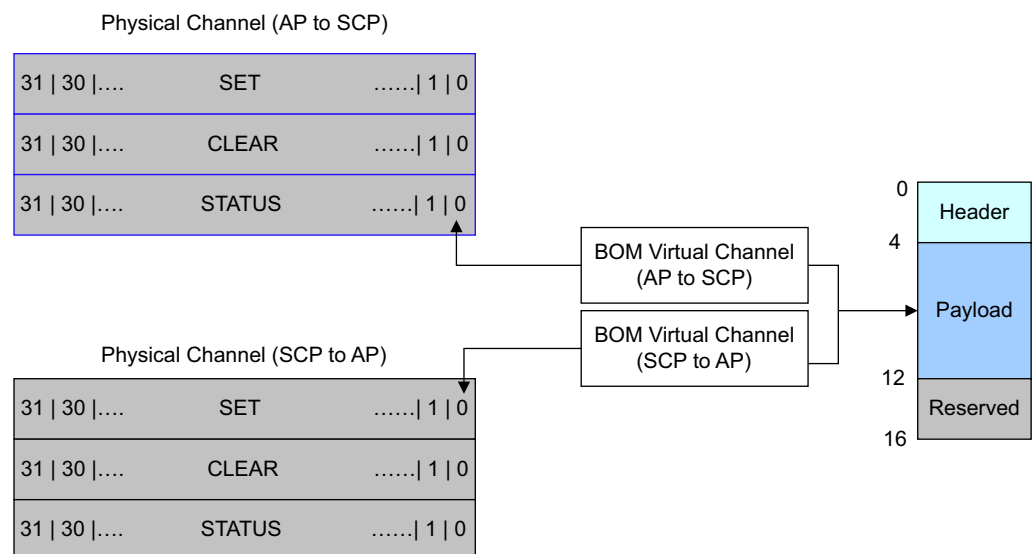 Physical Channel (AP to SCP)
31 | 30 |.... SET ......| 1 | 0
31 | 30 |.... CLEAR ......| 1 | 0
31 | 30 |.... STATUS ......| 1 | 0
BOM Virtual Channel
(AP to SCP)
BOM Virtual Channel
(SCP to AP)
0
Header
4
Payload
12
Reserved
16
Physical Channel (SCP to AP)
31 | 30 |.... SET ......| 1 | 0
31 | 30 |.... CLEAR ......| 1 | 0
31 | 30 |.... STATUS ......| 1 | 0